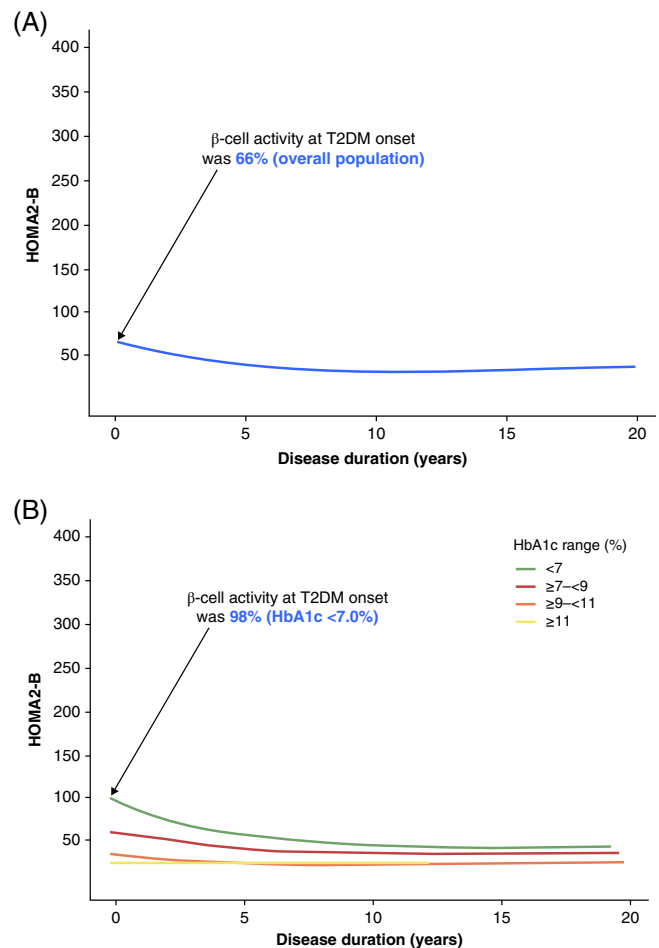 (A)
400
350
300
250
200
150
100
50
HOMA2-B
β-cell activity at T2DM onset
was 66% (overall population)
0 5 10 15 20
Disease duration (years)
(B)
400
350
300
250
200
150
100
50
HOMA2-B
β-cell activity at T2DM onset
was 98% (HbA1c <7.0%)
HbA1c range (%)
<7
≥7–<9
≥9–<11
≥11
0 5 10 15 20
Disease duration (years)